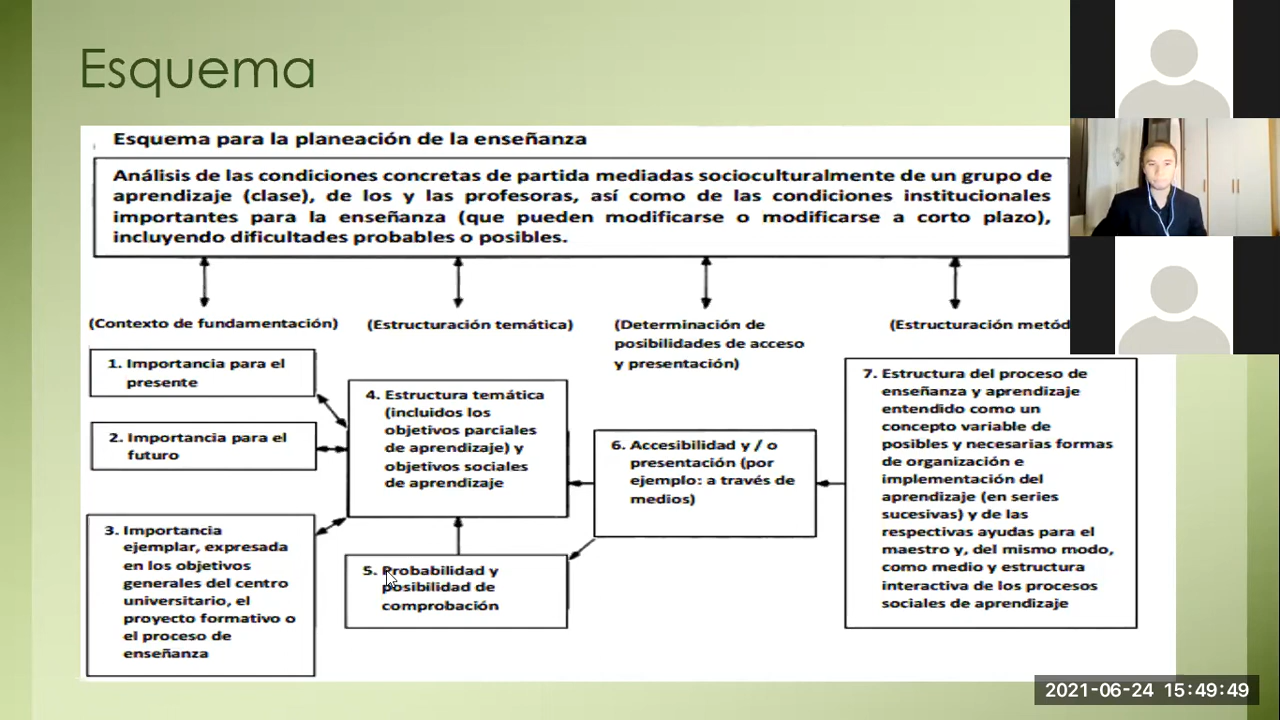 Esquema
Esquema para la planeación de la enseñanza
Análisis de las condiciones concretas de partida mediadas socioculturalmente de un grupo de
aprendizaje (clase), de los y las profesoras, así como de las condiciones institucionales
importantes para la enseñanza (que pueden modificarse o modificarse a corto plazo),
incluyendo dificultades probables o posibles.
(Contexto de fundamentación)
(Estructuración temática)
(Determinación de
posibilidades de acceso
y presentación)
(Estructuración metód
1. Importancia para el
presente
2. Importancia para el
futuro
3. Importancia
ejemplar, expresada
en los objetivos
generales del centro
universitario, el
proyecto formativo o
el proceso de
enseñanza
4. Estructura temática
(incluidos los
objetivos parciales
de aprendizaje) y
objetivos sociales
de aprendizaje
5. Probabilidad y
posibilidad de
comprobación
6. Accesibilidad y / o
presentación (por
ejemplo: a través de
medios)
7. Estructura del proceso de
enseñanza y aprendizaje
entendido como un
concepto variable de
posibles y necesarias formas
de organización e
implementación del
aprendizaje (en series
sucesivas) y de las
respectivas ayudas para el
maestro y, del mismo modo,
como medio y estructura
interactiva de los procesos
sociales de aprendizaje
2021-06-24 15:49:49